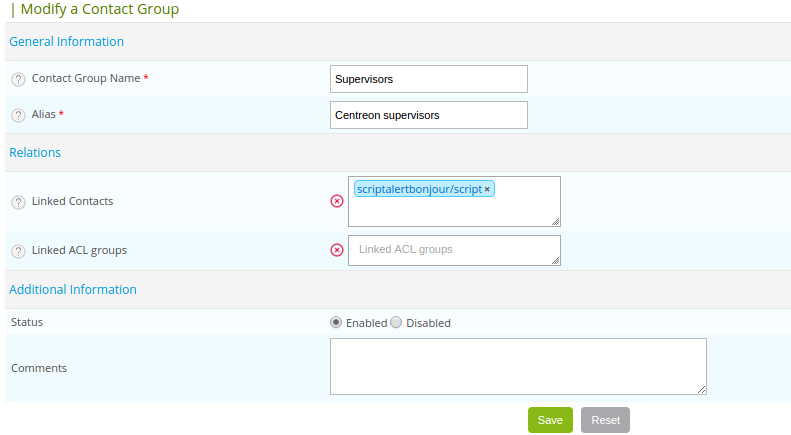 Modify a Contact Group
General Information
? Contact Group Name * Supervisors
? Alias * Centreon supervisors
Relations
? Linked Contacts scriptalertbonjour/script ×
? Linked ACL groups Linked ACL groups
Additional Information
Status Enabled Disabled
Comments
Save Reset